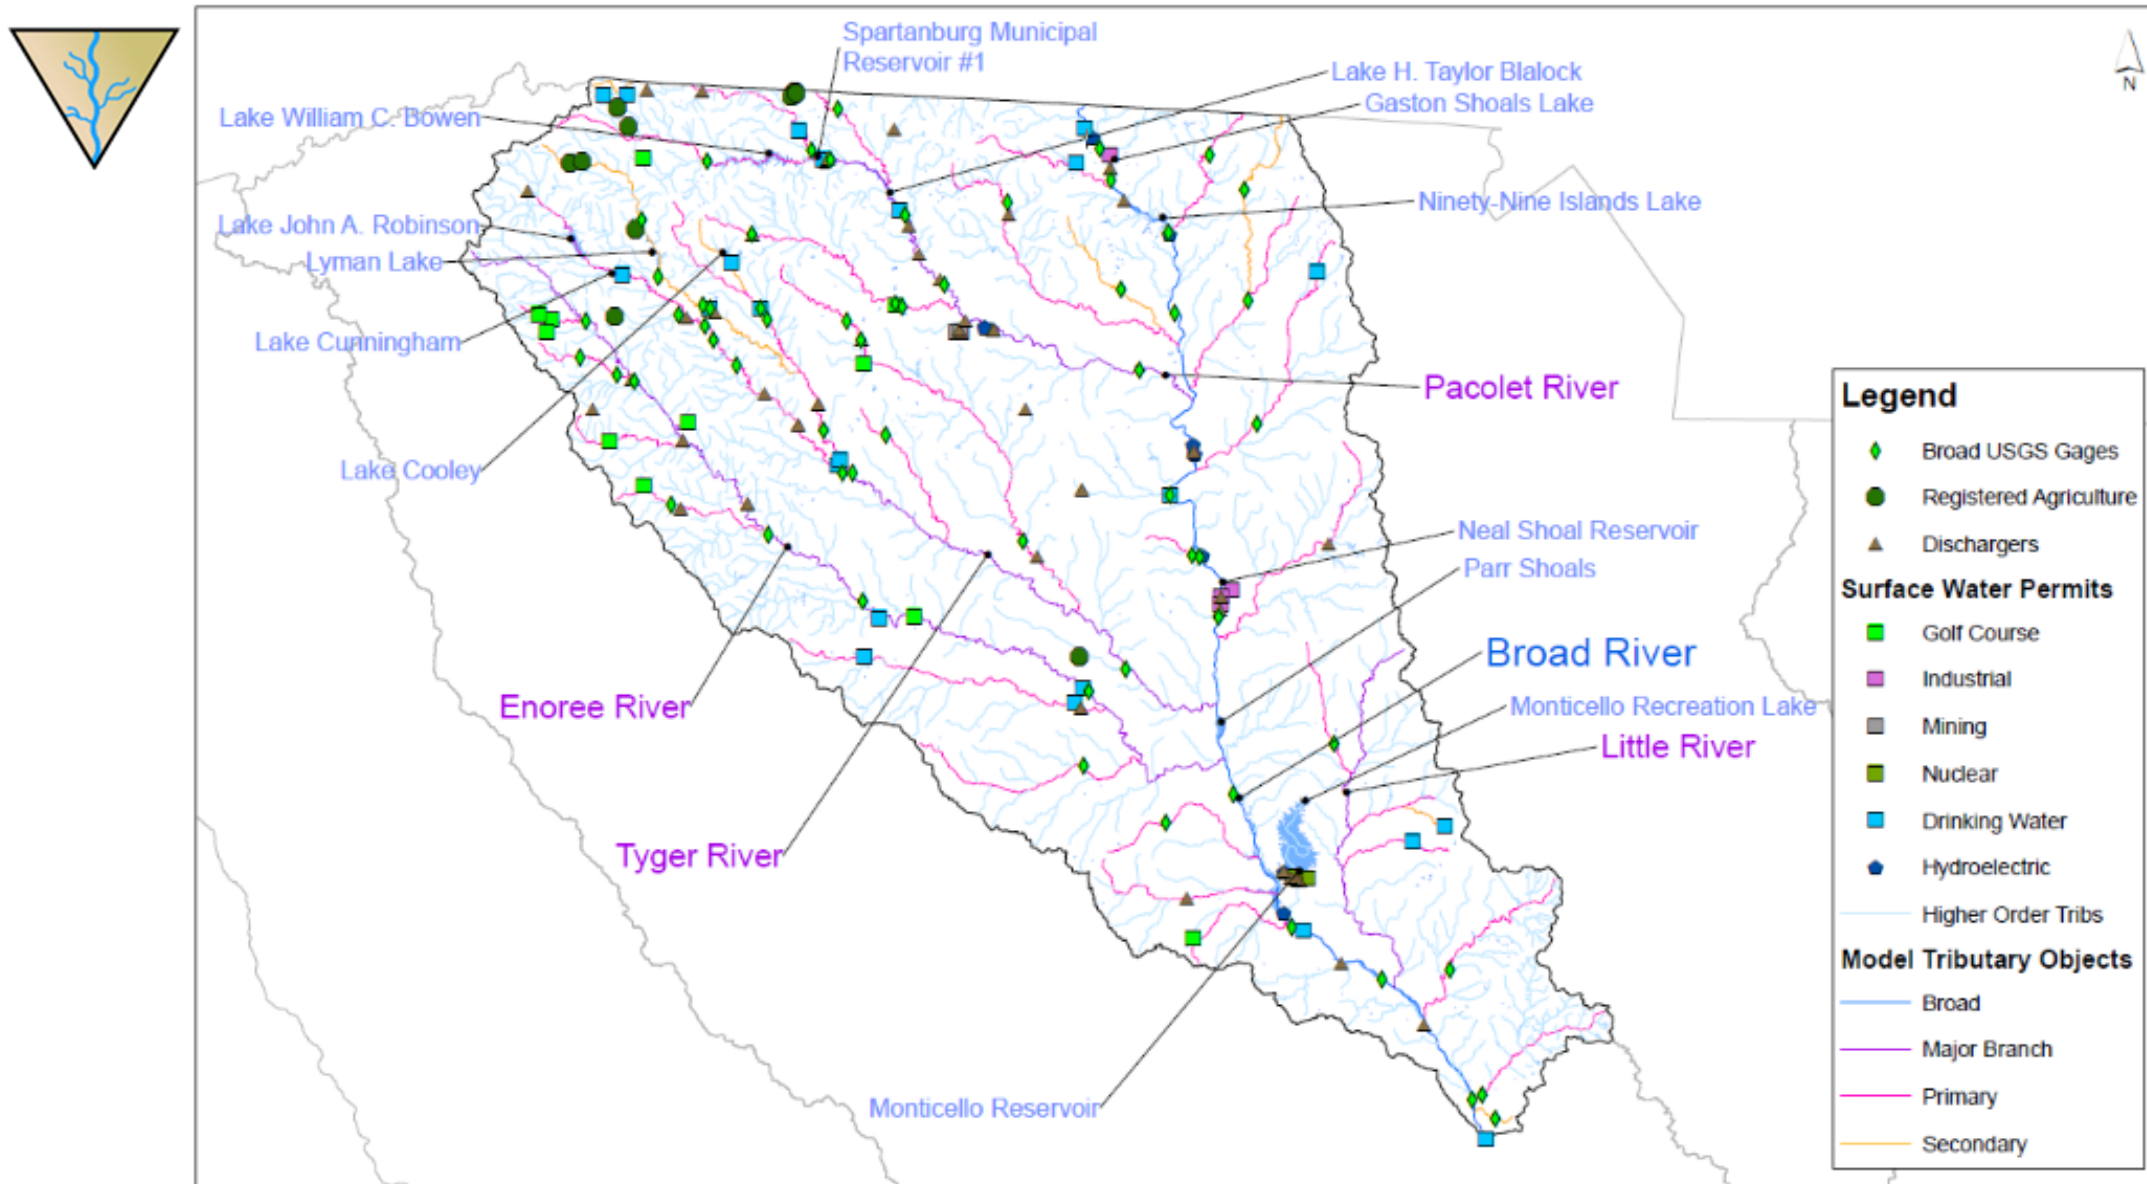 Spartanburg Municipal
Reservoir #1
Lake H. Taylor Blalock
Gaston Shoals Lake
N
Lake William C. Bowen
Ninety-Nine Islands Lake
Lake John A. Robinson
Lyman Lake
Lake Cunningham
Pacolet River
Lake Cooley
Neal Shoal Reservoir
Parr Shoals
Broad River
Enoree River
Monticello Recreation Lake
Little River
Tyger River
Monticello Reservoir
Legend
Broad USGS Gages
Registered Agriculture
Dischargers
Surface Water Permits
Golf Course
Industrial
Mining
Nuclear
Drinking Water
Hydroelectric
Higher Order Tribs
Model Tributary Objects
Broad
Major Branch
Primary
Secondary